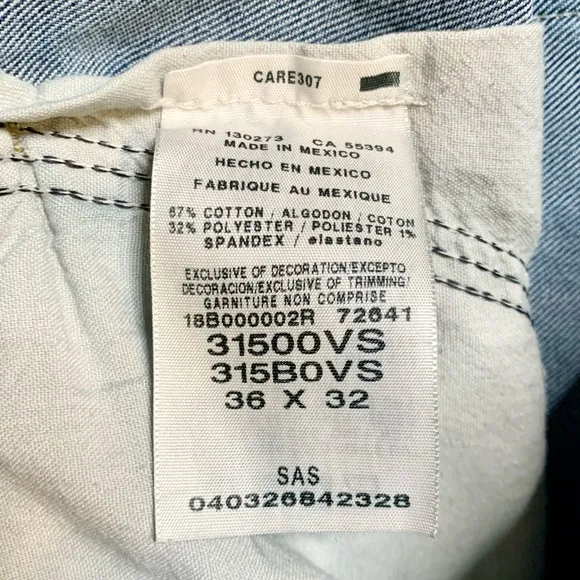 CARE307
RN 130273 CA 55394
MADE IN MEXICO
HECHO EN MEXICO
FABRIQUE AU MEXIQUE
67% COTTON / ALGODON / COTON
32% POLYESTER / POLIESTER 1%
SPANDEX / elastano
EXCLUSIVE OF DECORATION/EXCEPTO
DECORACION/EXCLUSIVE OF TRIMMING/
GARNITURE NON COMPRISE
18B000002R 72641
31500VS
315B0VS
36 X 32
SAS
040326842328